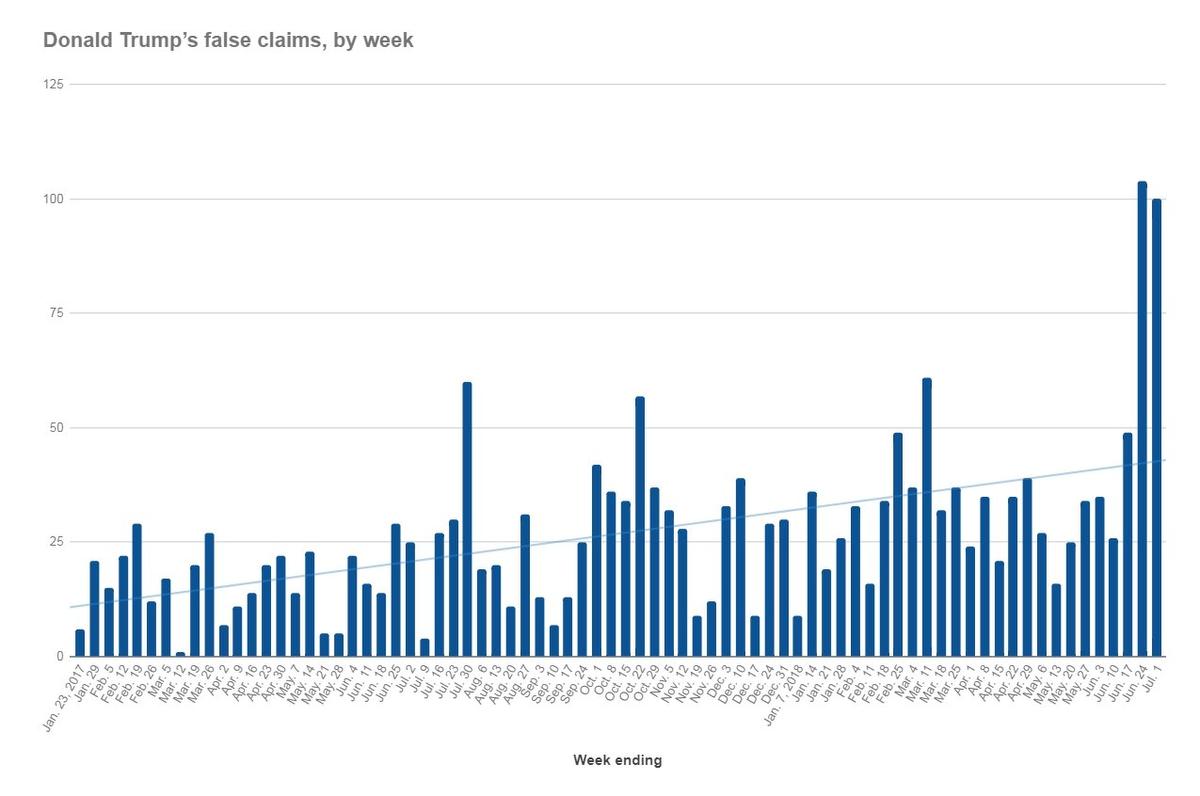 Donald Trump’s false claims, by week
125
100
75
50
25
0
Jan. 23, 2017
Jan. 29
Feb. 5
Feb. 12
Feb. 19
Feb. 26
Mar. 5
Mar. 12
Mar. 19
Mar. 26
Apr. 2
Apr. 9
Apr. 16
Apr. 23
Apr. 30
May. 7
May. 14
May. 21
May. 28
Jun. 4
Jun. 11
Jun. 18
Jun. 25
Jul. 2
Jul. 9
Jul. 16
Jul. 23
Jul. 30
Aug. 6
Aug. 13
Aug. 20
Aug. 27
Sep. 3
Sep. 10
Sep. 17
Sep. 24
Oct. 1
Oct. 8
Oct. 15
Oct. 22
Oct. 29
Nov. 5
Nov. 12
Nov. 19
Nov. 26
Dec. 3
Dec. 10
Dec. 17
Dec. 24
Dec. 31
Jan. 7, 2018
Jan. 14
Jan. 21
Jan. 28
Feb. 4
Feb. 11
Feb. 18
Feb. 25
Mar. 4
Mar. 11
Mar. 18
Mar. 25
Apr. 1
Apr. 8
Apr. 15
Apr. 22
Apr. 29
May. 6
May. 13
May. 20
May. 27
Jun. 3
Jun. 10
Jun. 17
Jun. 24
Jul. 1
Week ending